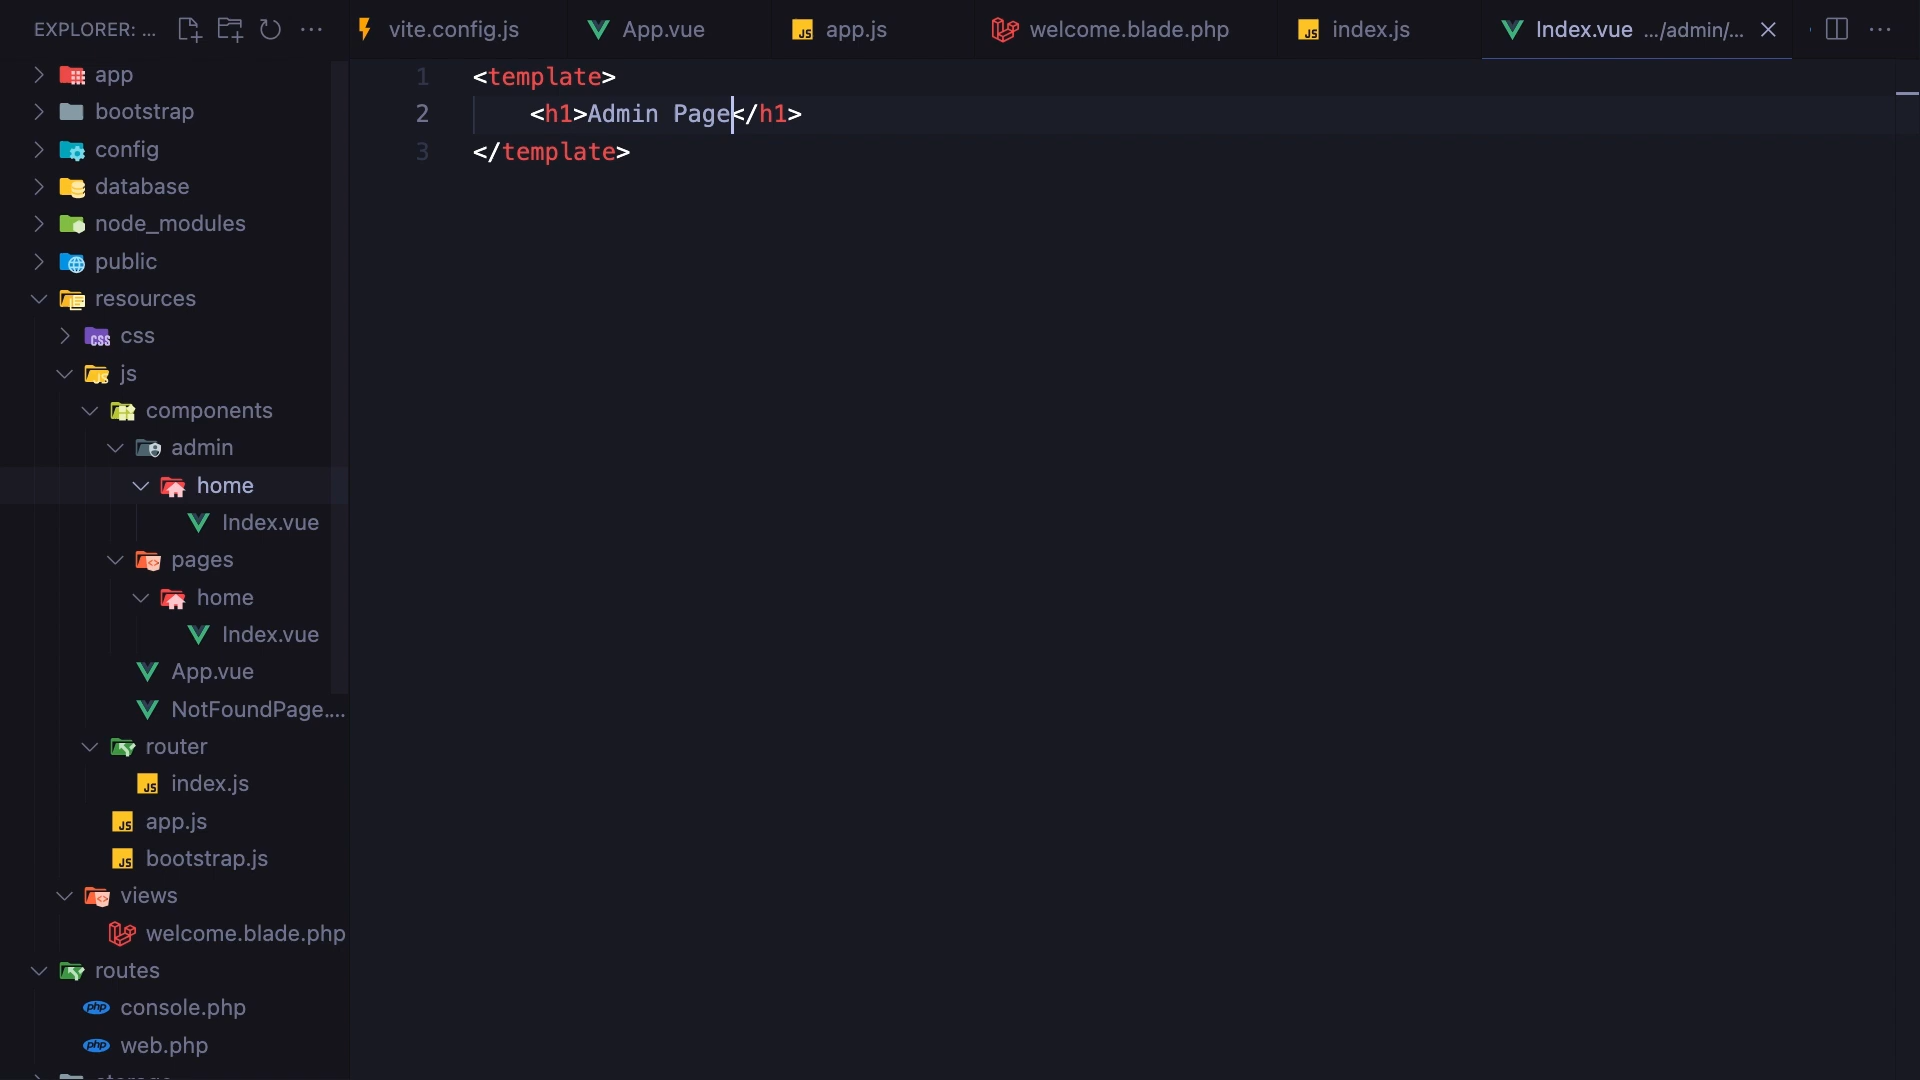 EXPLORER: ...
vite.config.js
App.vue
app.js
welcome.blade.php
index.js
Index.vue .../admin/...
app
bootstrap
config
database
node_modules
public
resources
css
js
components
admin
home
Index.vue
pages
home
Index.vue
App.vue
NotFoundPage....
router
index.js
app.js
bootstrap.js
views
welcome.blade.php
routes
console.php
web.php
1 <template>
2 <h1>Admin Page</h1>
3 </template>